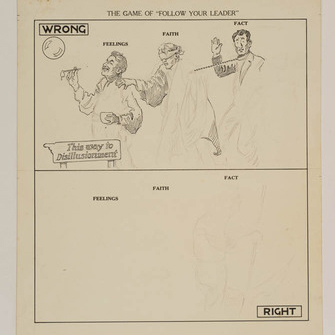 THE GAME OF "FOLLOW YOUR LEADER"
WRONG
FACT
FAITH
FEELINGS
This way to
Disillusionment
FACT
FAITH
FEELINGS
RIGHT